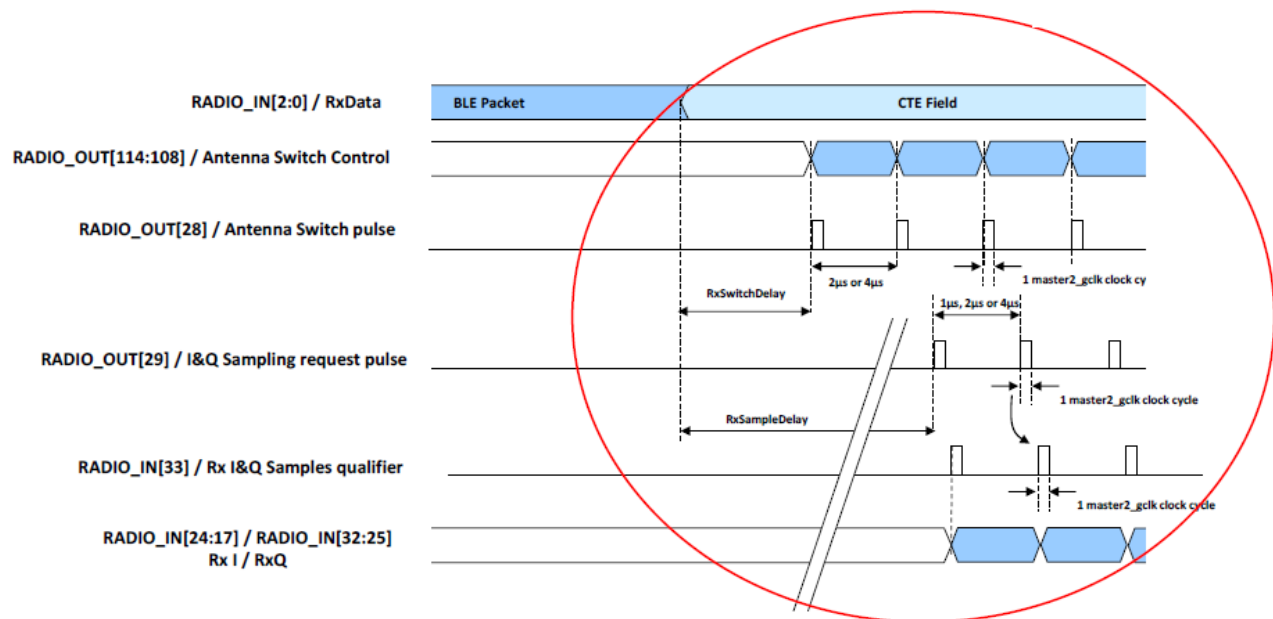 RADIO_IN[2:0] / RxData
BLE Packet
CTE Field
RADIO_OUT[114:108] / Antenna Switch Control
RADIO_OUT[28] / Antenna Switch pulse
2µs or 4µs
1 master2_gclk clock cy
RxSwitchDelay
1µs, 2µs or 4µs
RADIO_OUT[29] / I&Q Sampling request pulse
1 master2_gclk clock cycle
RxSampleDelay
RADIO_IN[33] / Rx I&Q Samples qualifier
1 master2_gclk clock cycle
RADIO_IN[24:17] / RADIO_IN[32:25]
Rx I / RxQ